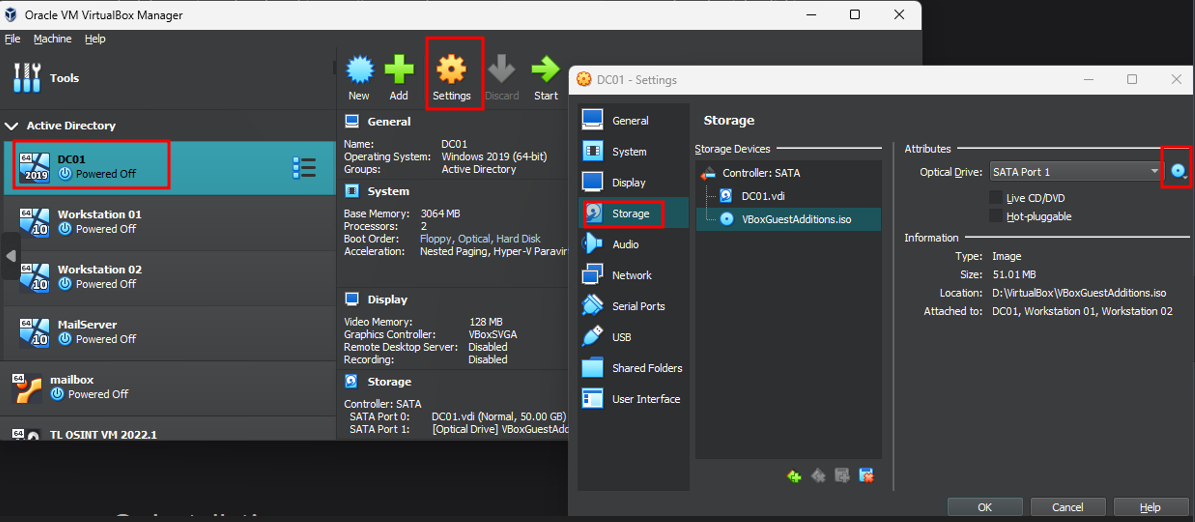 Oracle VM VirtualBox Manager
File Machine Help
Tools
New Add Settings Discard Start
Active Directory
64 2019 DC01
Powered Off
64 10 Workstation 01
Powered Off
64 10 Workstation 02
Powered Off
64 10 MailServer
Powered Off
64 mailbox
Powered Off
64 TL OSINT VM 2022.1
General
Name: DC01
Operating System: Windows 2019 (64-bit)
Groups: Active Directory
System
Base Memory: 3064 MB
Processors: 2
Boot Order: Floppy, Optical, Hard Disk
Acceleration: Nested Paging, Hyper-V Paravir
Display
Video Memory: 128 MB
Graphics Controller: VBoxSVGA
Remote Desktop Server: Disabled
Recording: Disabled
Storage
Controller: SATA
SATA Port 0: DC01.vdi (Normal, 50.00 GB)
SATA Port 1: [Optical Drive] VBoxGuestAdd
DC01 - Settings
General
System
Display
Storage
Audio
Network
Serial Ports
USB
Shared Folders
User Interface
Storage
Storage Devices
Controller: SATA
DC01.vdi
VBoxGuestAdditions.iso
Attributes
Optical Drive: SATA Port 1
Live CD/DVD
Hot-pluggable
Information
Type: Image
Size: 51.01 MB
Location: D:\VirtualBox\VBoxGuestAdditions.iso
Attached to: DC01, Workstation 01, Workstation 02
OK Cancel Help